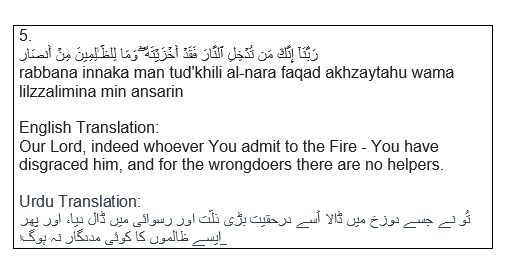 5.
رَبَّنَآ إِنَّكَ مَن تُدْخِلِ ٱلنَّارَ فَقَدْ أَخْزَيْتَهُۥ ۖ وَمَا لِلظَّـٰلِمِينَ مِنْ أَنصَارٍ
rabbana innaka man tud'khili al-nara faqad akhzaytahu wama
lilzzalimina min ansarin
English Translation:
Our Lord, indeed whoever You admit to the Fire - You have
disgraced him, and for the wrongdoers there are no helpers.
Urdu Translation:
تُو نے جسے دوزخ میں ڈالا اُسے درحقیت بڑی ذلّت اور رسوائی میں ڈال دیا، اور پھر
ایسے ظالموں کا کوئی مددگار نہ ہوگا_